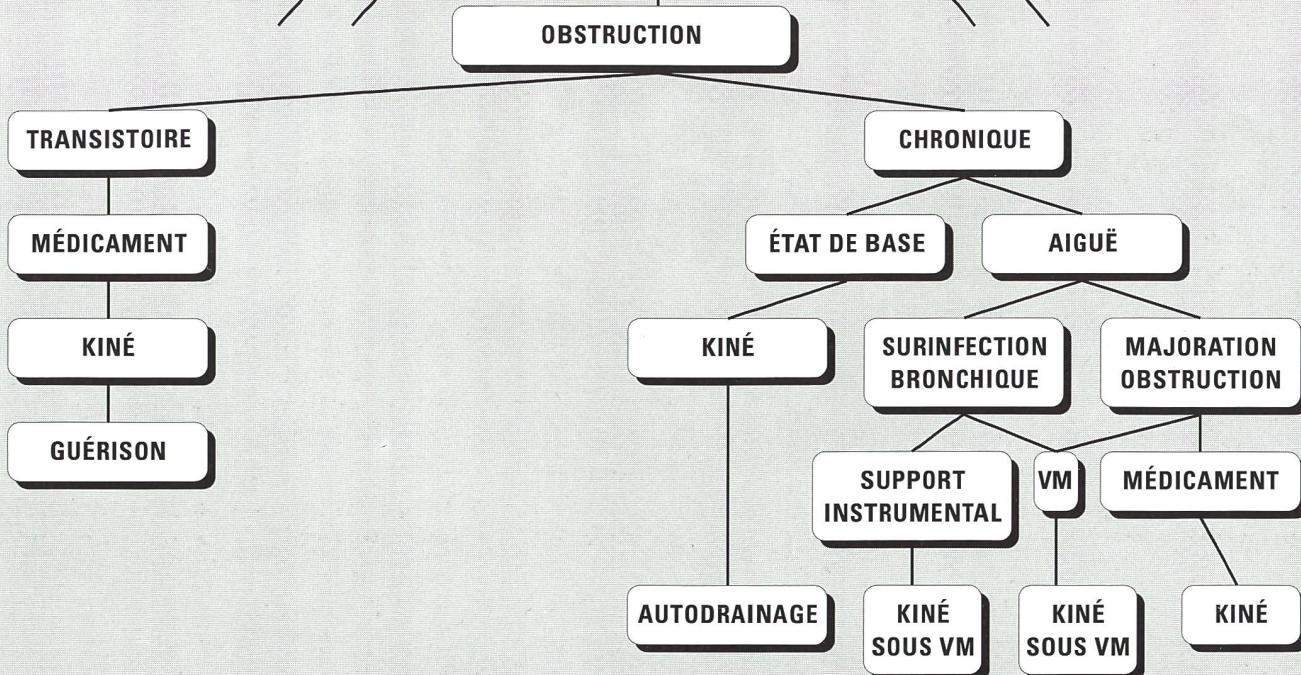 OBSTRUCTION
TRANSISTOIRE
CHRONIQUE
MÉDICAMENT
ÉTAT DE BASE
AIGUË
KINÉ
KINÉ
SURINFECTION
BRONCHIQUE
MAJORATION
OBSTRUCTION
GUÉRISON
SUPPORT
INSTRUMENTAL
VM
MÉDICAMENT
AUTODRAINAGE
KINÉ
SOUS VM
KINÉ
SOUS VM
KINÉ